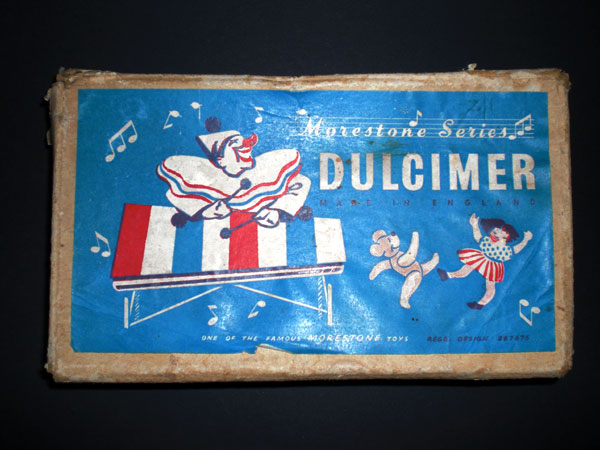 Morestone Series
DULCIMER
MADE IN ENGLAND
ONE OF THE FAMOUS MORESTONE TOYS REGD. DESIGN